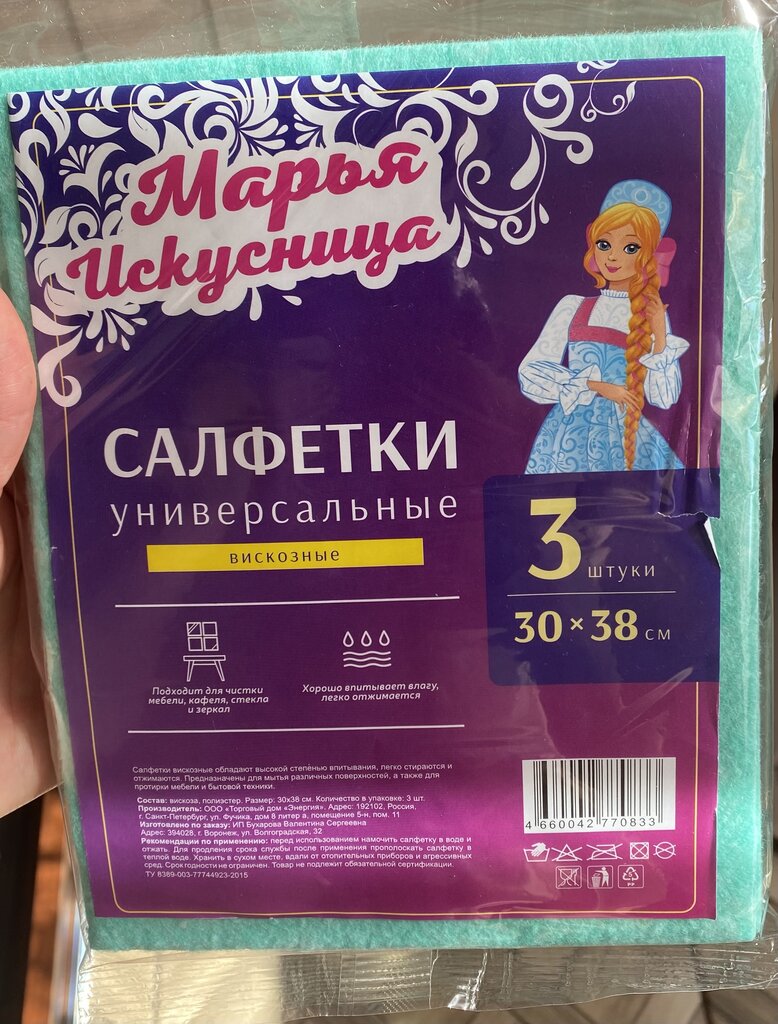 Марья
Искусница
САЛФЕТКИ
универсальные
вискозные
3 штуки
30×38 см
Подходит для чистки
мебели, кафеля, стекла
и зеркал
Хорошо впитывает влагу,
легко отжимается
Салфетки вискозные обладают высокой степенью впитывания, легко стираются и
отжимаются. Предназначены для мытья различных поверхностей, а также для
протирки мебели и бытовой техники.
Состав: вискоза, полиэстер. Размер: 30х38 см. Количество в упаковке: 3 шт.
Производитель: ООО «Торговый дом «Энергия». Адрес: 192102, Россия,
г. Санкт-Петербург, ул. Фучика, дом 8 литер а, помещение 5-н, пом. 11
Изготовлено по заказу: ИП Бухарова Валентина Сергеевна
Адрес: 394028, г. Воронеж, ул. Волгоградская, 32
Рекомендации по применению: перед использованием намочить салфетку в воде и
отжать. Для продления срока службы после применения прополоскать салфетку в
теплой воде. Хранить в сухом месте, вдали от отопительных приборов и агрессивных
сред. Срок годности не ограничен. Товар не подлежит обязательной сертификации.
ТУ 8389-003-77744923-2015
4 660042 770833
PP